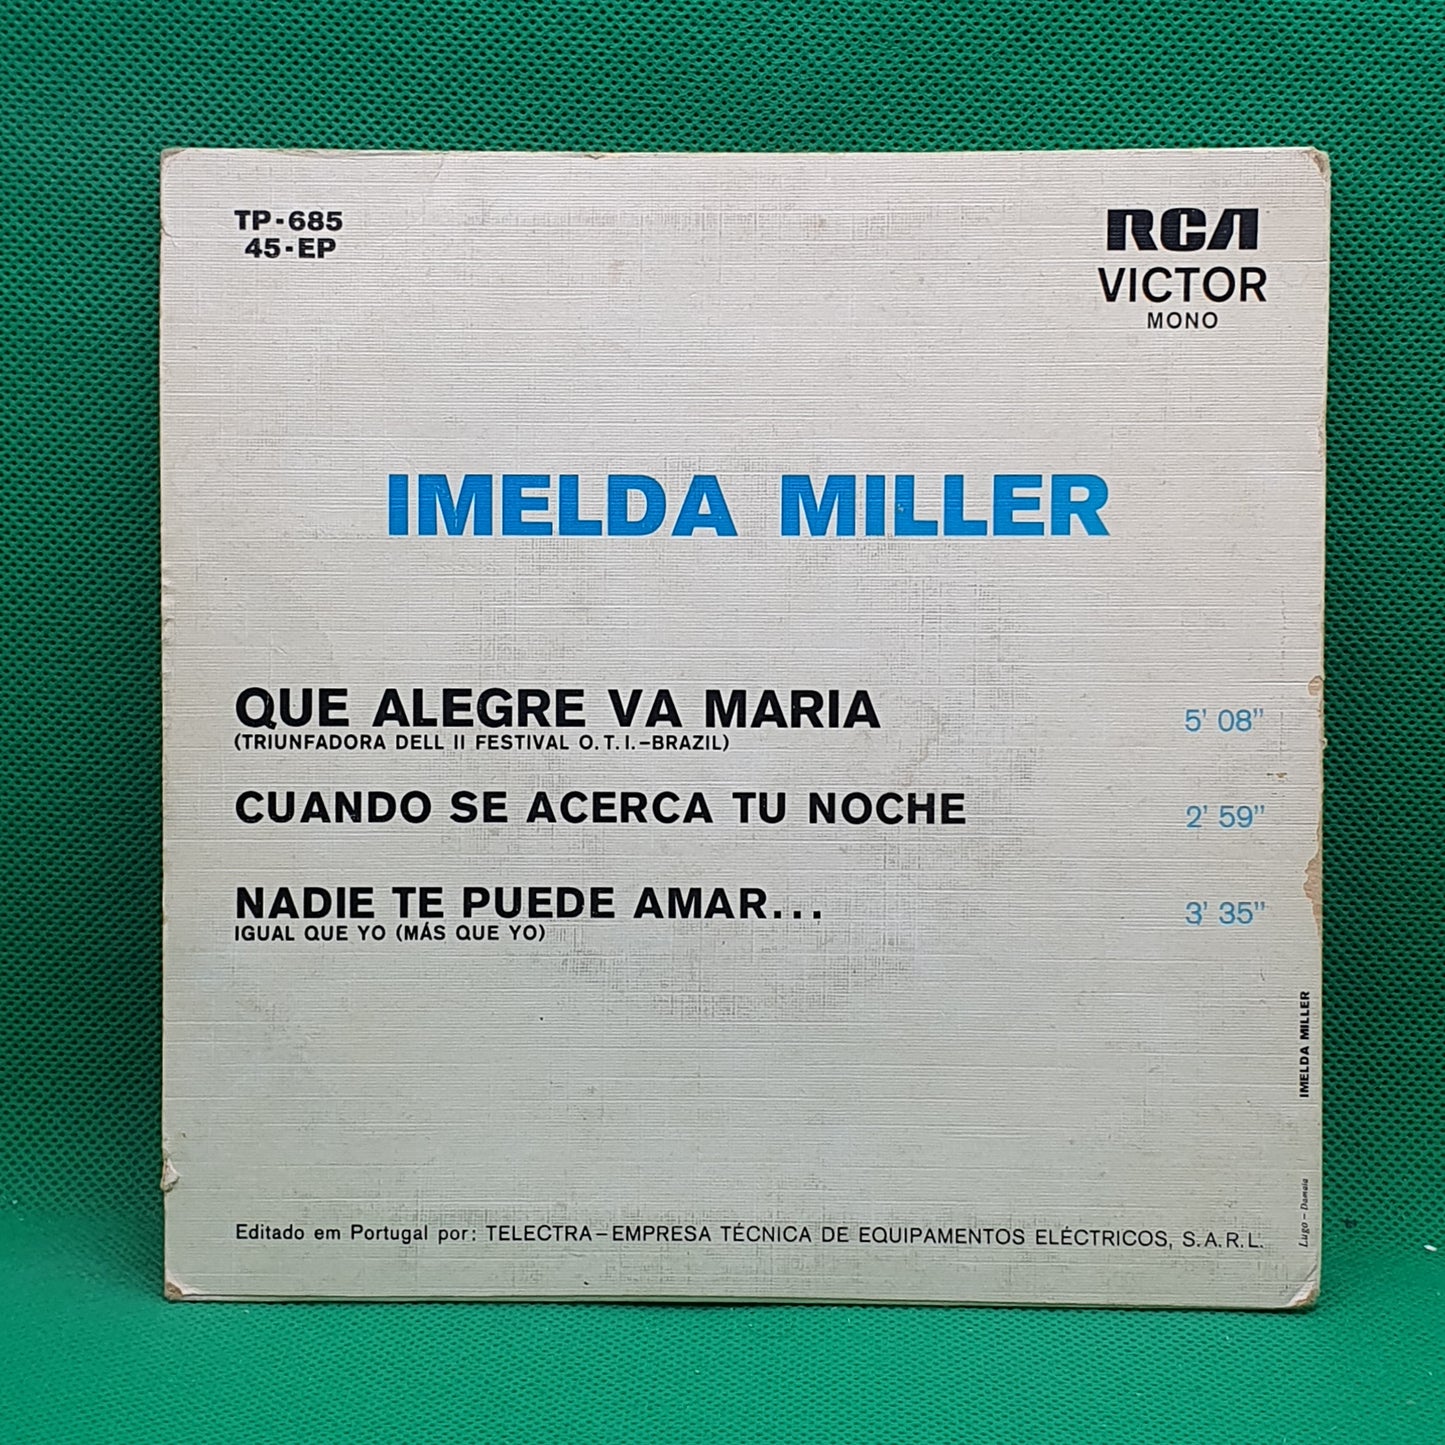 TP-685
45-EP
RCA
VICTOR
MONO
IMELDA MILLER
QUE ALEGRE VA MARIA 5' 08"
(TRIUNFADORA DELL II FESTIVAL O.T.I.-BRAZIL)
CUANDO SE ACERCA TU NOCHE 2' 59"
NADIE TE PUEDE AMAR... 3' 35"
IGUAL QUE YO (MÁS QUE YO)
IMELDA MILLER
Lugo - Damaia
Editado em Portugal por: TELECTRA-EMPRESA TÉCNICA DE EQUIPAMENTOS ELÉCTRICOS, S.A.R.L.